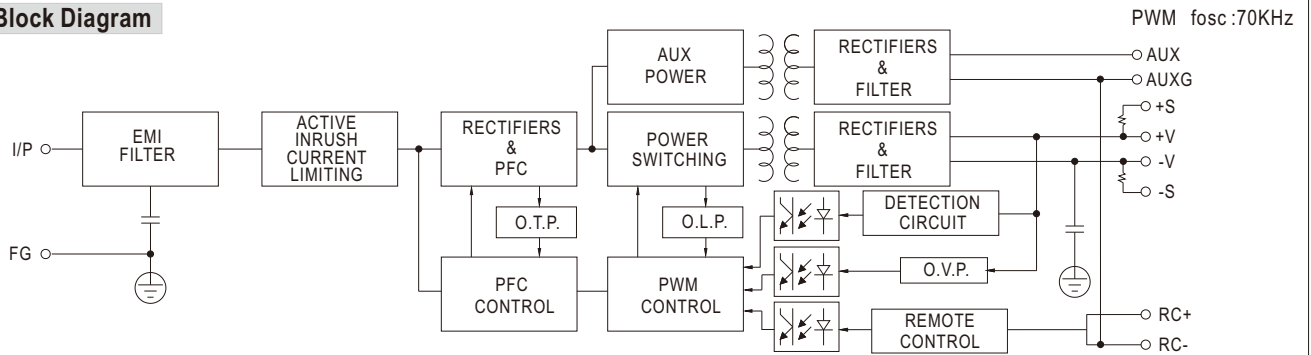 Block Diagram
PWM fosc:70KHz
AUX
POWER
RECTIFIERS
&
FILTER
AUX
AUXG
I/P
EMI
FILTER
ACTIVE
INRUSH
CURRENT
LIMITING
RECTIFIERS
&
PFC
POWER
SWITCHING
RECTIFIERS
&
FILTER
+S
+V
-V
-S
O.T.P.
O.L.P.
DETECTION
CIRCUIT
FG
PFC
CONTROL
PWM
CONTROL
O.V.P.
REMOTE
CONTROL
RC+
RC-